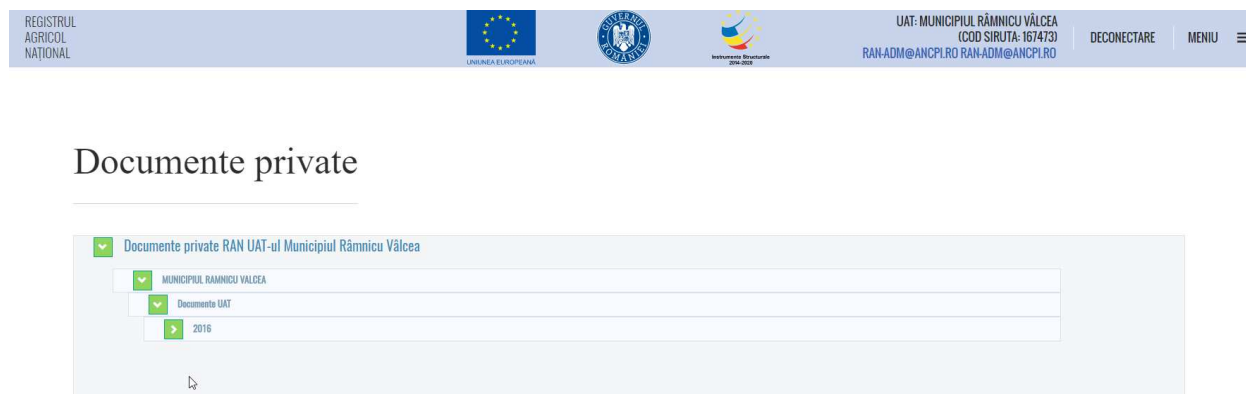 REGISTRUL
AGRICOL
NAȚIONAL
UNIUNEA EUROPEANĂ
GUVERNUL ROMÂNIEI
Instrumente Structurale
2014-2020
UAT: MUNICIPIUL RÂMNICU VÂLCEA
(COD SIRUTA: 167473)
RAN-ADM@ANCPI.RO RAN-ADM@ANCPI.RO
DECONECTARE
MENIU
Documente private
Documente private RAN UAT-ul Municipiul Râmnicu Vâlcea
MUNICIPIUL RAMNICU VALCEA
Documente UAT
2016